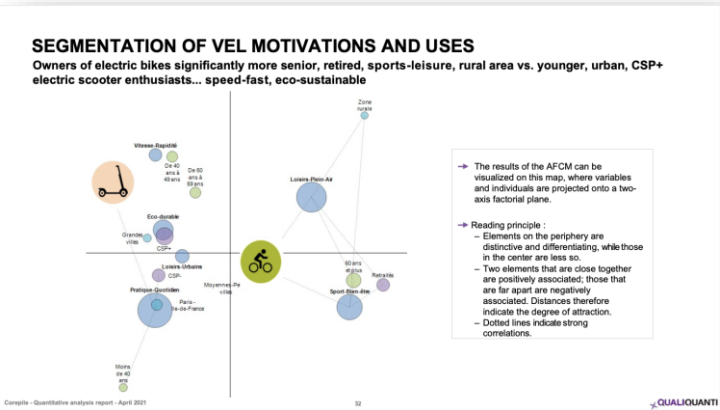 SEGMENTATION OF VEL MOTIVATIONS AND USES
Owners of electric bikes significantly more senior, retired, sports-leisure, rural area vs. younger, urban, CSP+
electric scooter enthusiasts... speed-fast, eco-sustainable
Zone
rurale
Vitesse-Rapidité
De 40
ans à
49 ans
De 50
ans à
59 ans
Loisirs-Plein-Air
Eco-durable
Grandes
villes
CSP+
Loisirs-Urbains
CSP-
Pratique-Quotidien
Moyennes-Pe
villes
Paris -
Ile-de-France
60 ans
et plus
Retraités
Sport-Bien-être
Moins
de 40
ans
The results of the AFCM can be
visualized on this map, where variables
and individuals are projected onto a two-
axis factorial plane.
Reading principle :
– Elements on the periphery are
distinctive and differentiating, while those
in the center are less so.
– Two elements that are close together
are positively associated; those that
are far apart are negatively
associated. Distances therefore
indicate the degree of attraction.
– Dotted lines indicate strong
correlations.
Corepile - Quantitative analysis report - April 2021
32
QUALIQUANTI